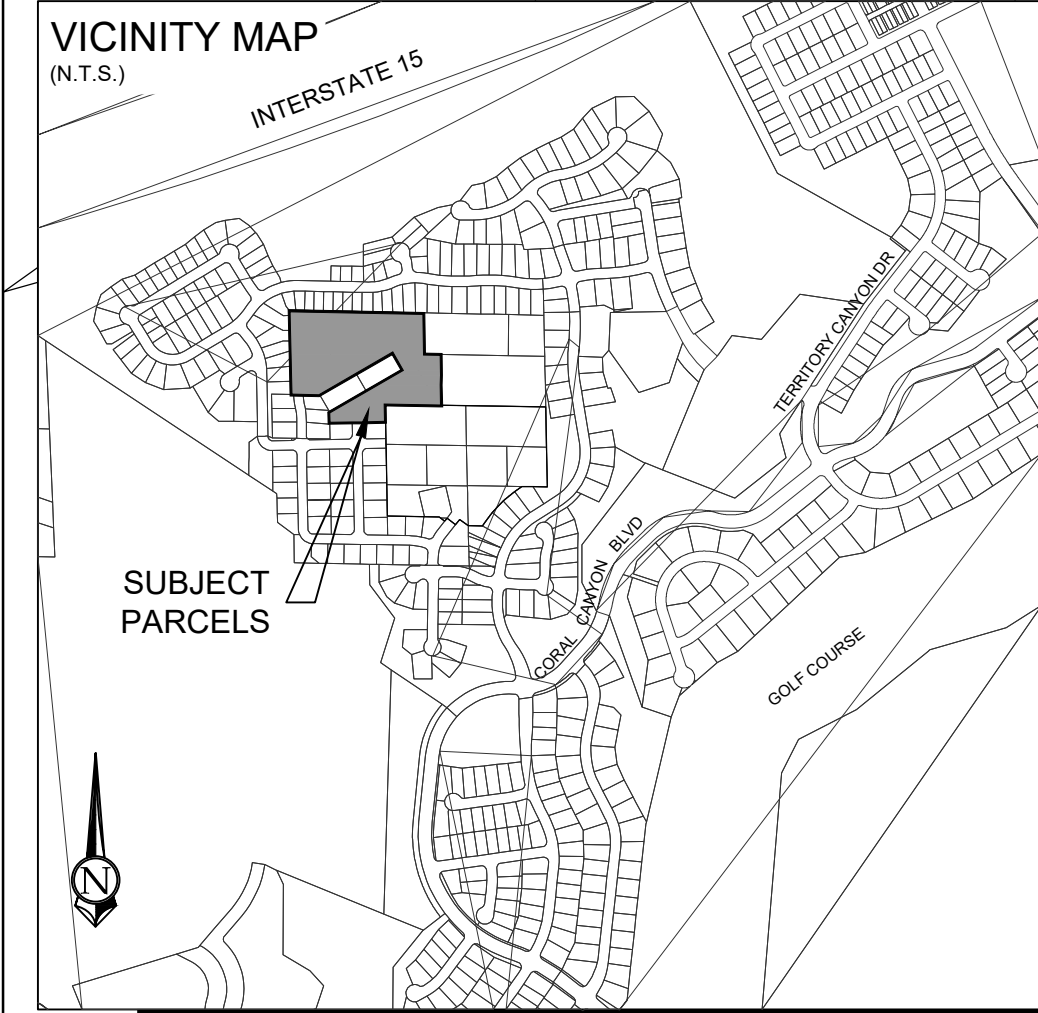 VICINITY MAP
(N.T.S.)
INTERSTATE 15
TERRITORY CANYON DR
SUBJECT
PARCELS
CORAL CANYON BLVD
GOLF COURSE
N